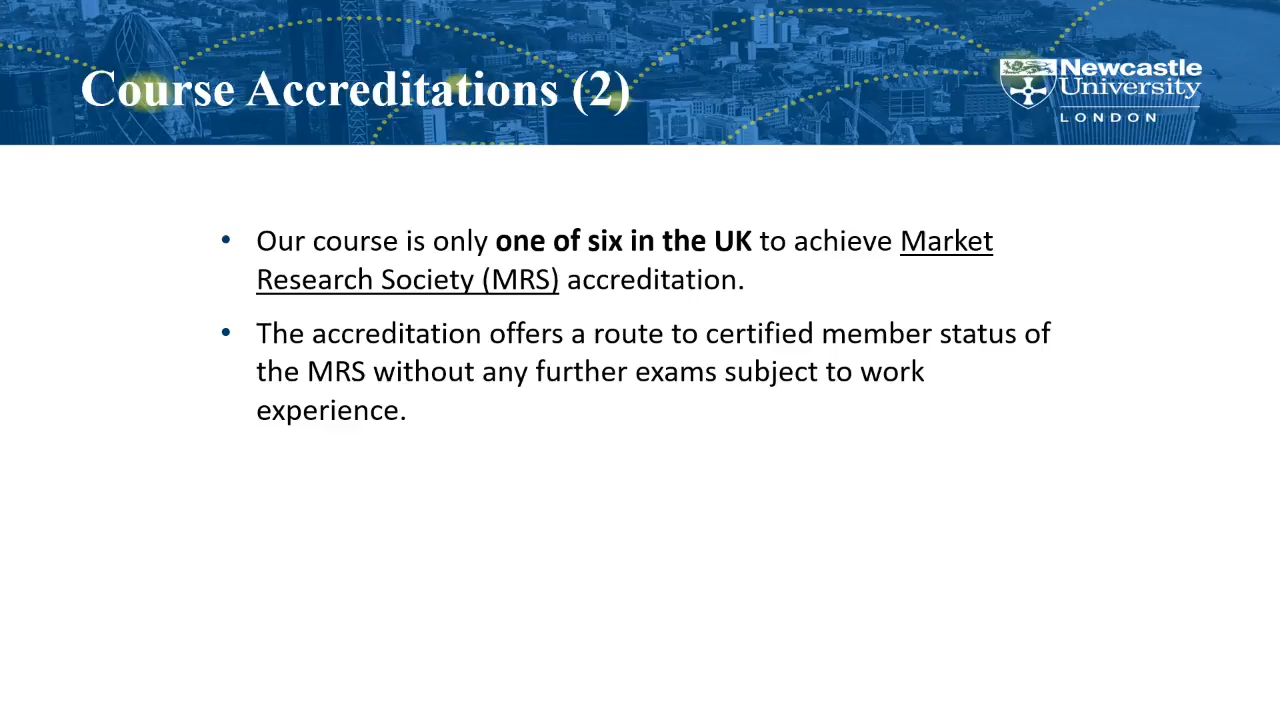 Course Accreditations (2)
Newcastle
University
LONDON
• Our course is only one of six in the UK to achieve Market
Research Society (MRS) accreditation.
• The accreditation offers a route to certified member status of
the MRS without any further exams subject to work
experience.